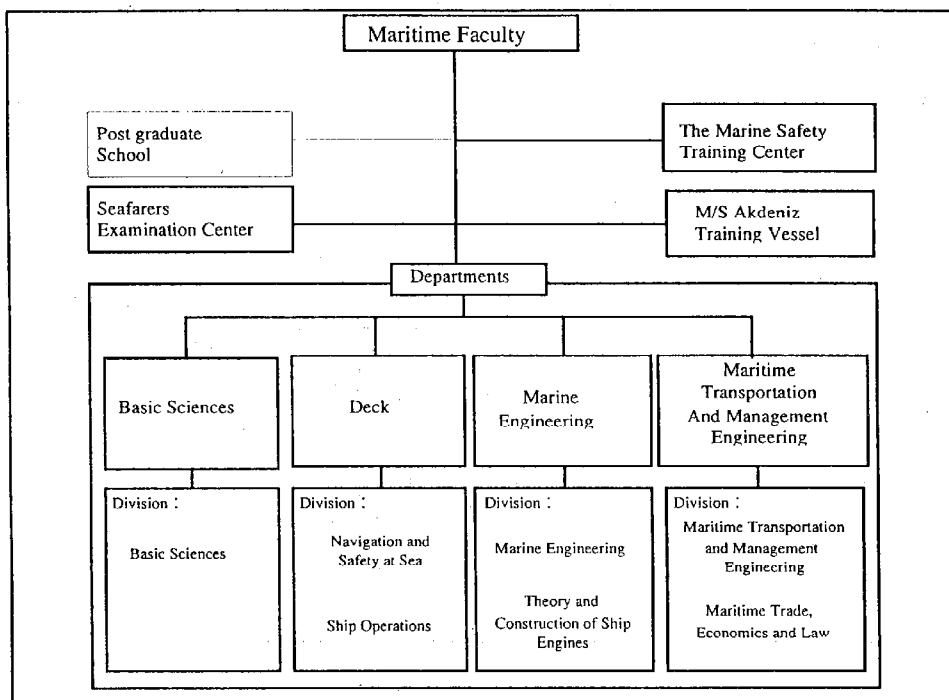 Maritime Faculty
Post graduate
School
The Marine Safety
Training Center
Seafarers
Examination Center
M/S Akdeniz
Training Vessel
Departments
Basic Sciences
Deck
Marine
Engineering
Maritime
Transportation
And Management
Engineering
Division :
Basic Sciences
Division :
Navigation and
Safety at Sea
Ship Operations
Division :
Marine Engineering
Theory and
Construction of Ship
Engines
Division :
Maritime Transportation
and Management
Engineering
Maritime Trade,
Economics and Law